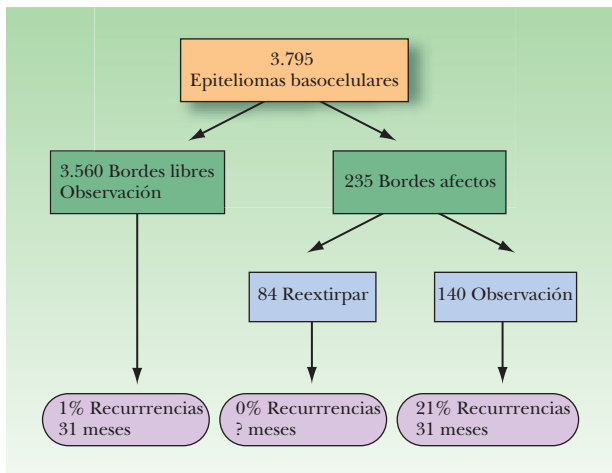 3.795
Epiteliomas basocelulares
3.560 Bordes libres
Observación
235 Bordes afectos
84 Reextirpar
140 Observación
1% Recurrrencias
31 meses
0% Recurrrencias
? meses
21% Recurrrencias
31 meses